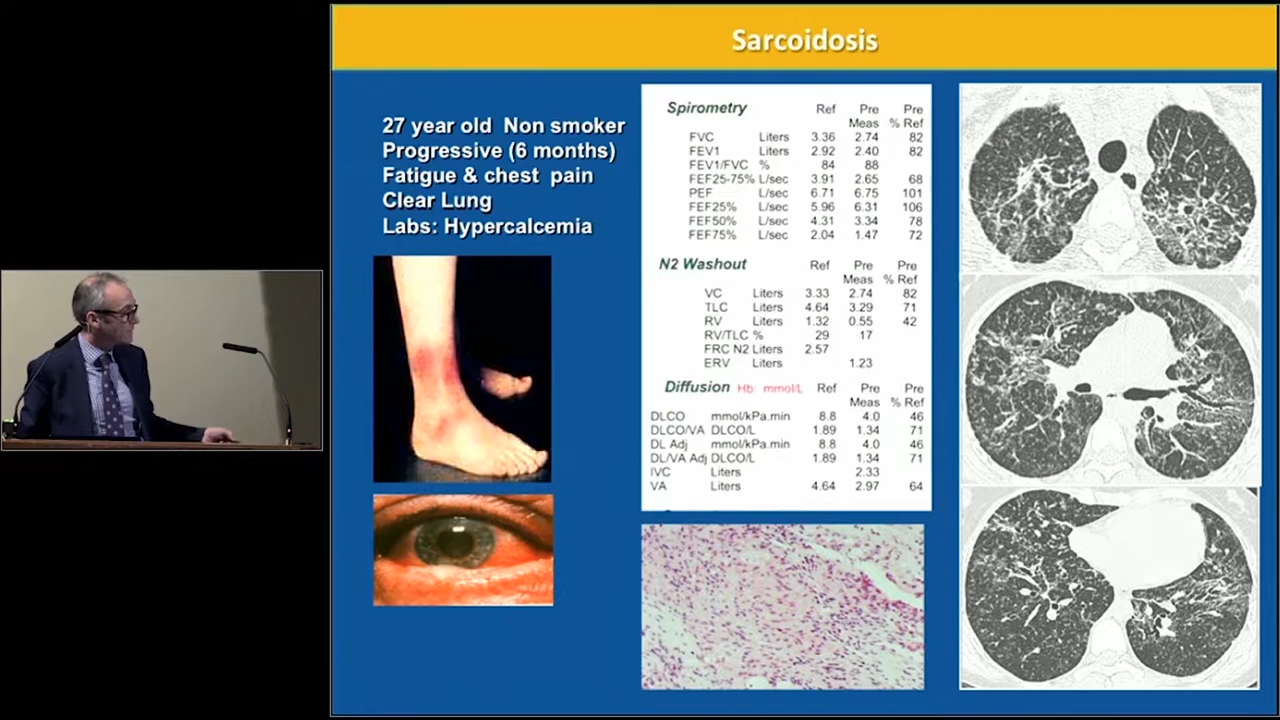 Sarcoidosis
27 year old Non smoker
Progressive (6 months)
Fatigue & chest pain
Clear Lung
Labs: Hypercalcemia
Spirometry Ref Pre Pre
Meas % Ref
FVC Liters 3.36 2.74 82
FEV1 Liters 2.92 2.40 82
FEV1/FVC % 84 88
FEF25-75% L/sec 3.91 2.65 68
PEF L/sec 6.71 6.75 101
FEF25% L/sec 5.96 6.31 106
FEF50% L/sec 4.31 3.34 78
FEF75% L/sec 2.04 1.47 72
N2 Washout Ref Pre Pre
Meas % Ref
VC Liters 3.33 2.74 82
TLC Liters 4.64 3.29 71
RV Liters 1.32 0.55 42
RV/TLC % 29 17
FRC N2 Liters 2.57
ERV Liters 1.23
Diffusion Hb: mmol/L Ref Pre Pre
Meas % Ref
DLCO mmol/kPa.min 8.8 4.0 46
DLCO/VA DLCO/L 1.89 1.34 71
DL Adj mmol/kPa.min 8.8 4.0 46
DL/VA Adj DLCO/L 1.89 1.34 71
IVC Liters 2.33
VA Liters 4.64 2.97 64